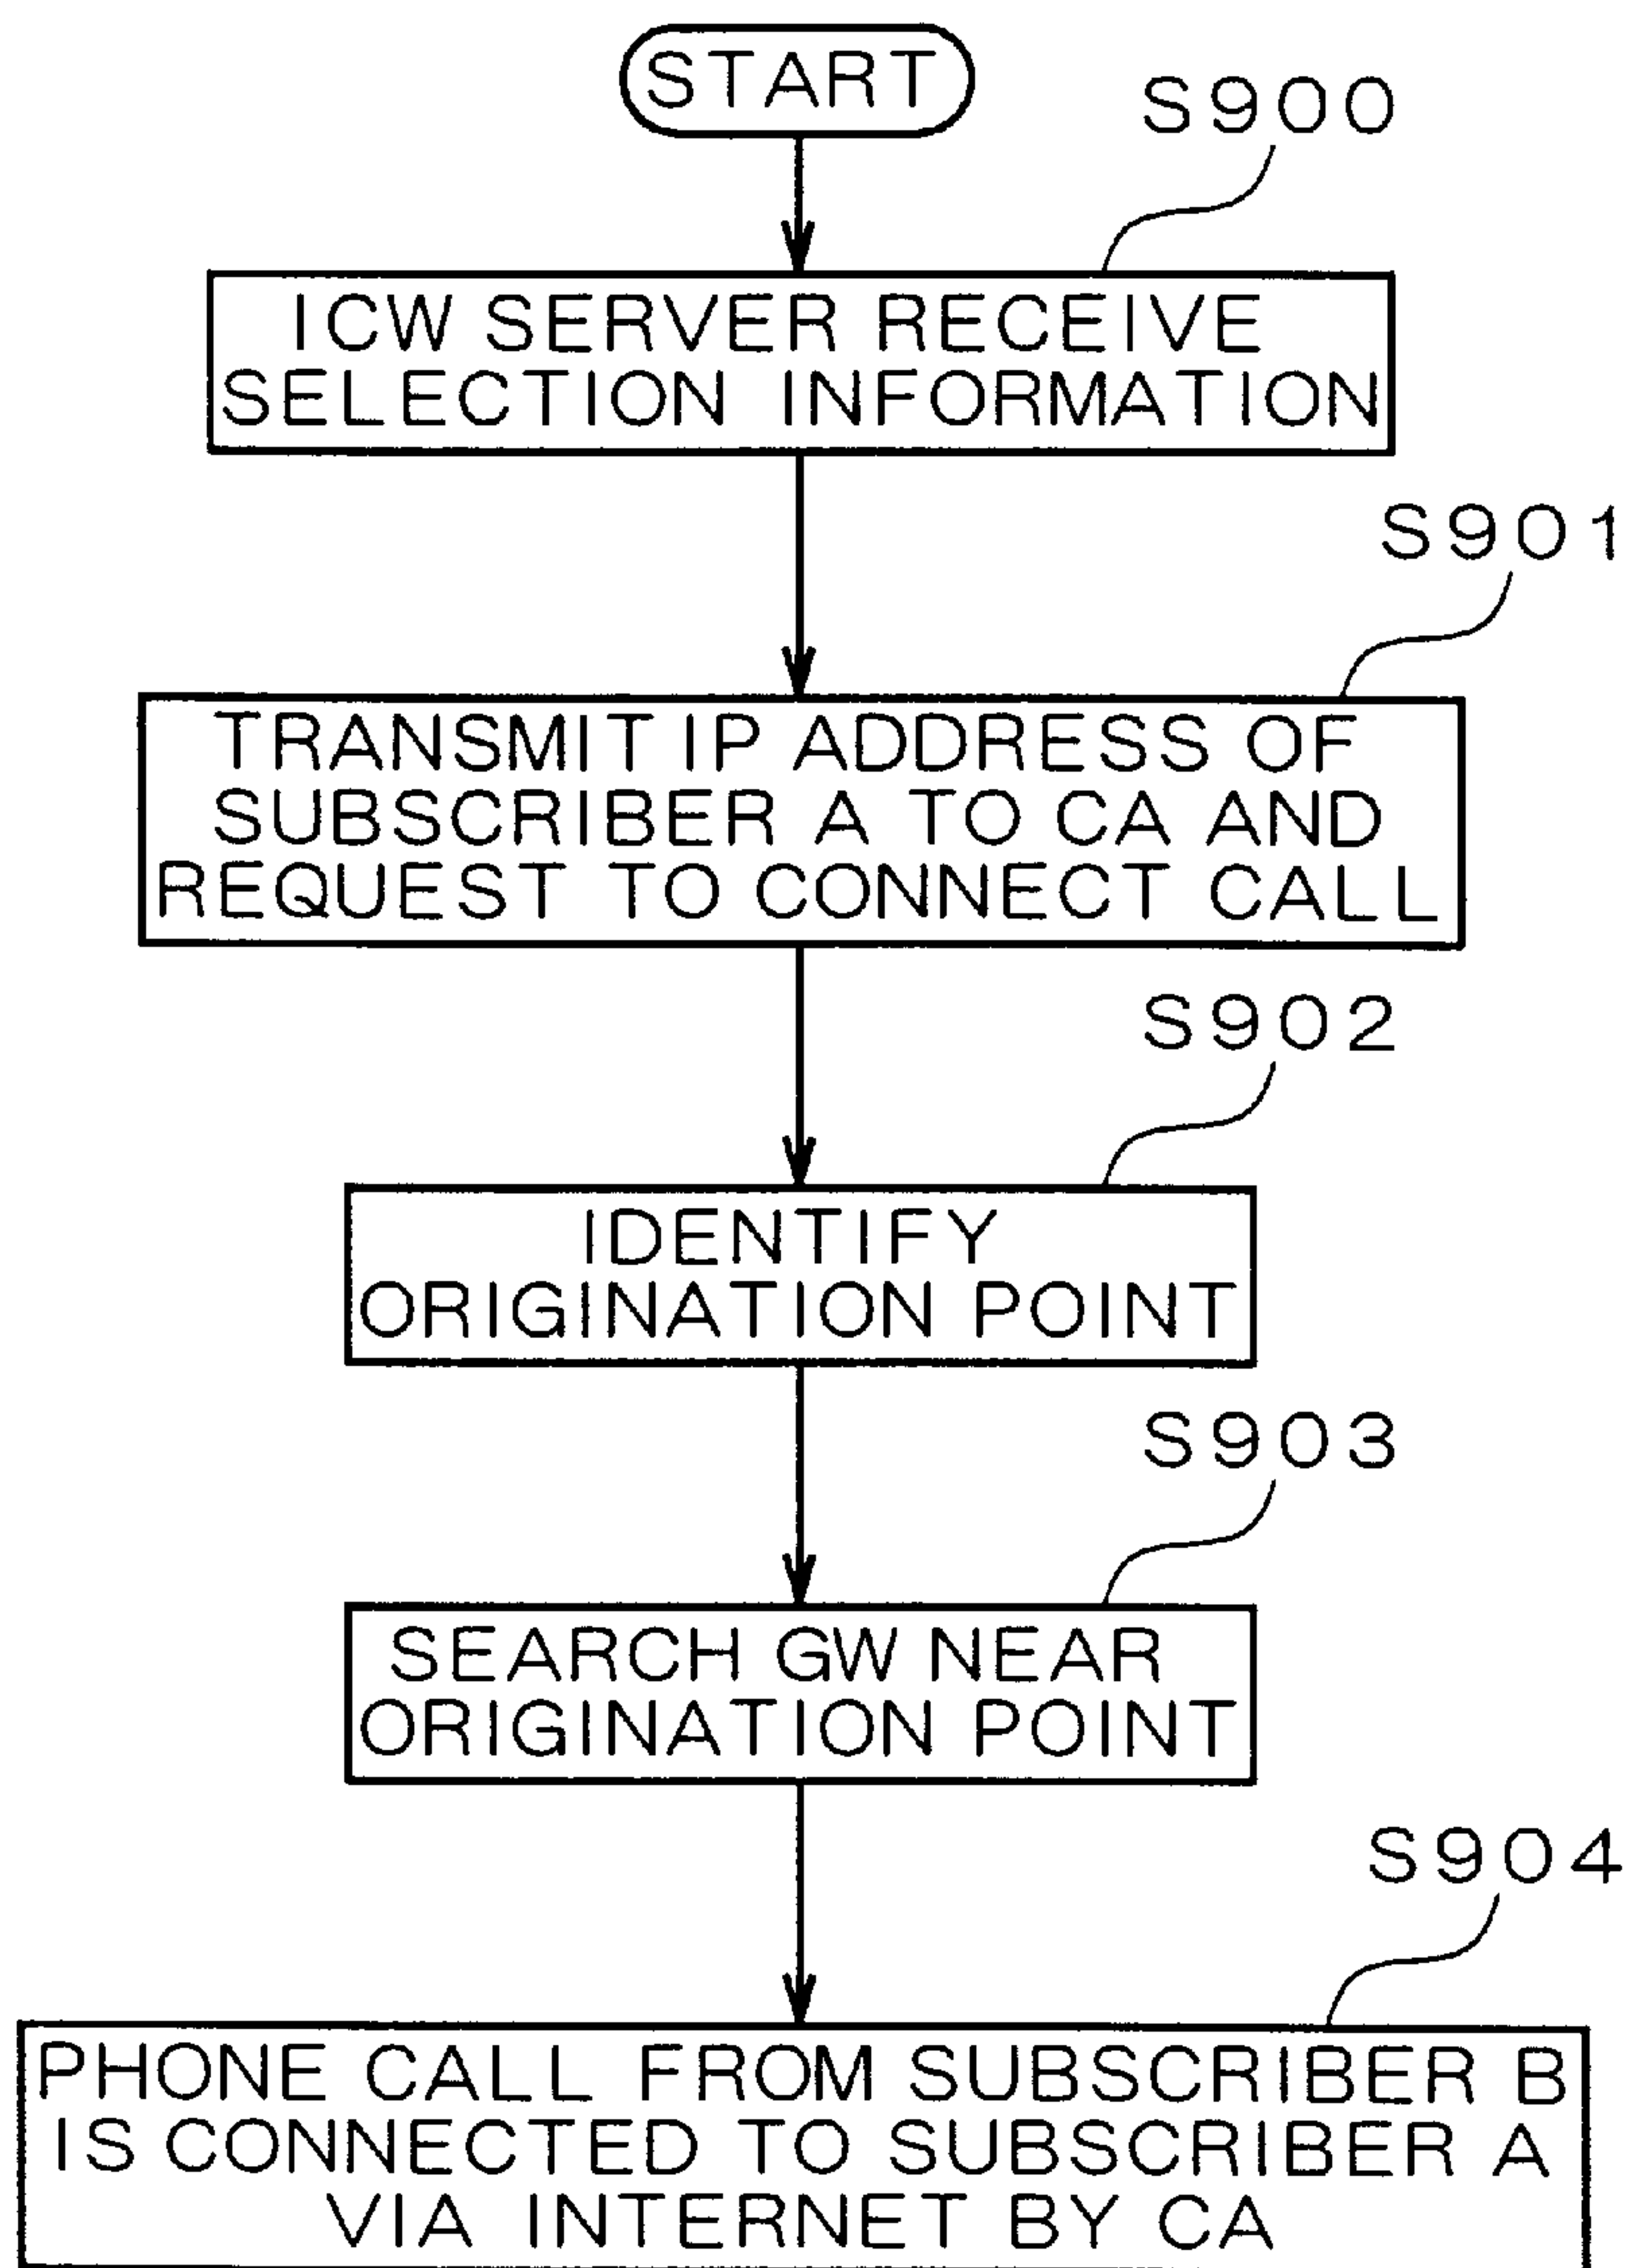 START
S900
ICW SERVER RECEIVE
SELECTION INFORMATION
S901
TRANSMIT IP ADDRESS OF
SUBSCRIBER A TO CA AND
REQUEST TO CONNECT CALL
S902
IDENTIFY
ORIGINATION POINT
S903
SEARCH GW NEAR
ORIGINATION POINT
S904
PHONE CALL FROM SUBSCRIBER B
IS CONNECTED TO SUBSCRIBER A
VIA INTERNET BY CA